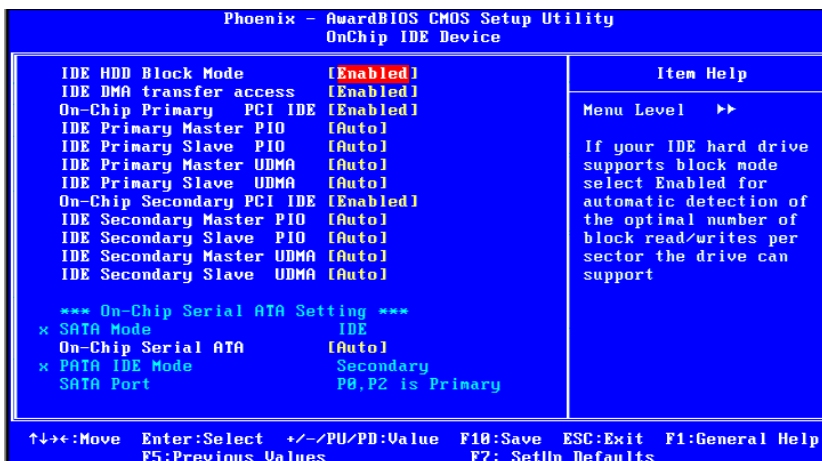 Phoenix - AwardBIOS CMOS Setup Utility
OnChip IDE Device
IDE HDD Block Mode [Enabled]
IDE DMA transfer access [Enabled]
On-Chip Primary PCI IDE [Enabled]
IDE Primary Master PIO [Auto]
IDE Primary Slave PIO [Auto]
IDE Primary Master UDMA [Auto]
IDE Primary Slave UDMA [Auto]
On-Chip Secondary PCI IDE [Enabled]
IDE Secondary Master PIO [Auto]
IDE Secondary Slave PIO [Auto]
IDE Secondary Master UDMA [Auto]
IDE Secondary Slave UDMA [Auto]
*** On-Chip Serial ATA Setting ***
x SATA Mode IDE
On-Chip Serial ATA [Auto]
x PATA IDE Mode Secondary
SATA Port P0,P2 is Primary
Item Help
Menu Level ▶▶
If your IDE hard drive
supports block mode
select Enabled for
automatic detection of
the optimal number of
block read/writes per
sector the drive can
support
↑↓→←:Move Enter:Select +/-/PU/PD:Value F10:Save ESC:Exit F1:General Help
F5:Previous Values F7: SetUp Defaults